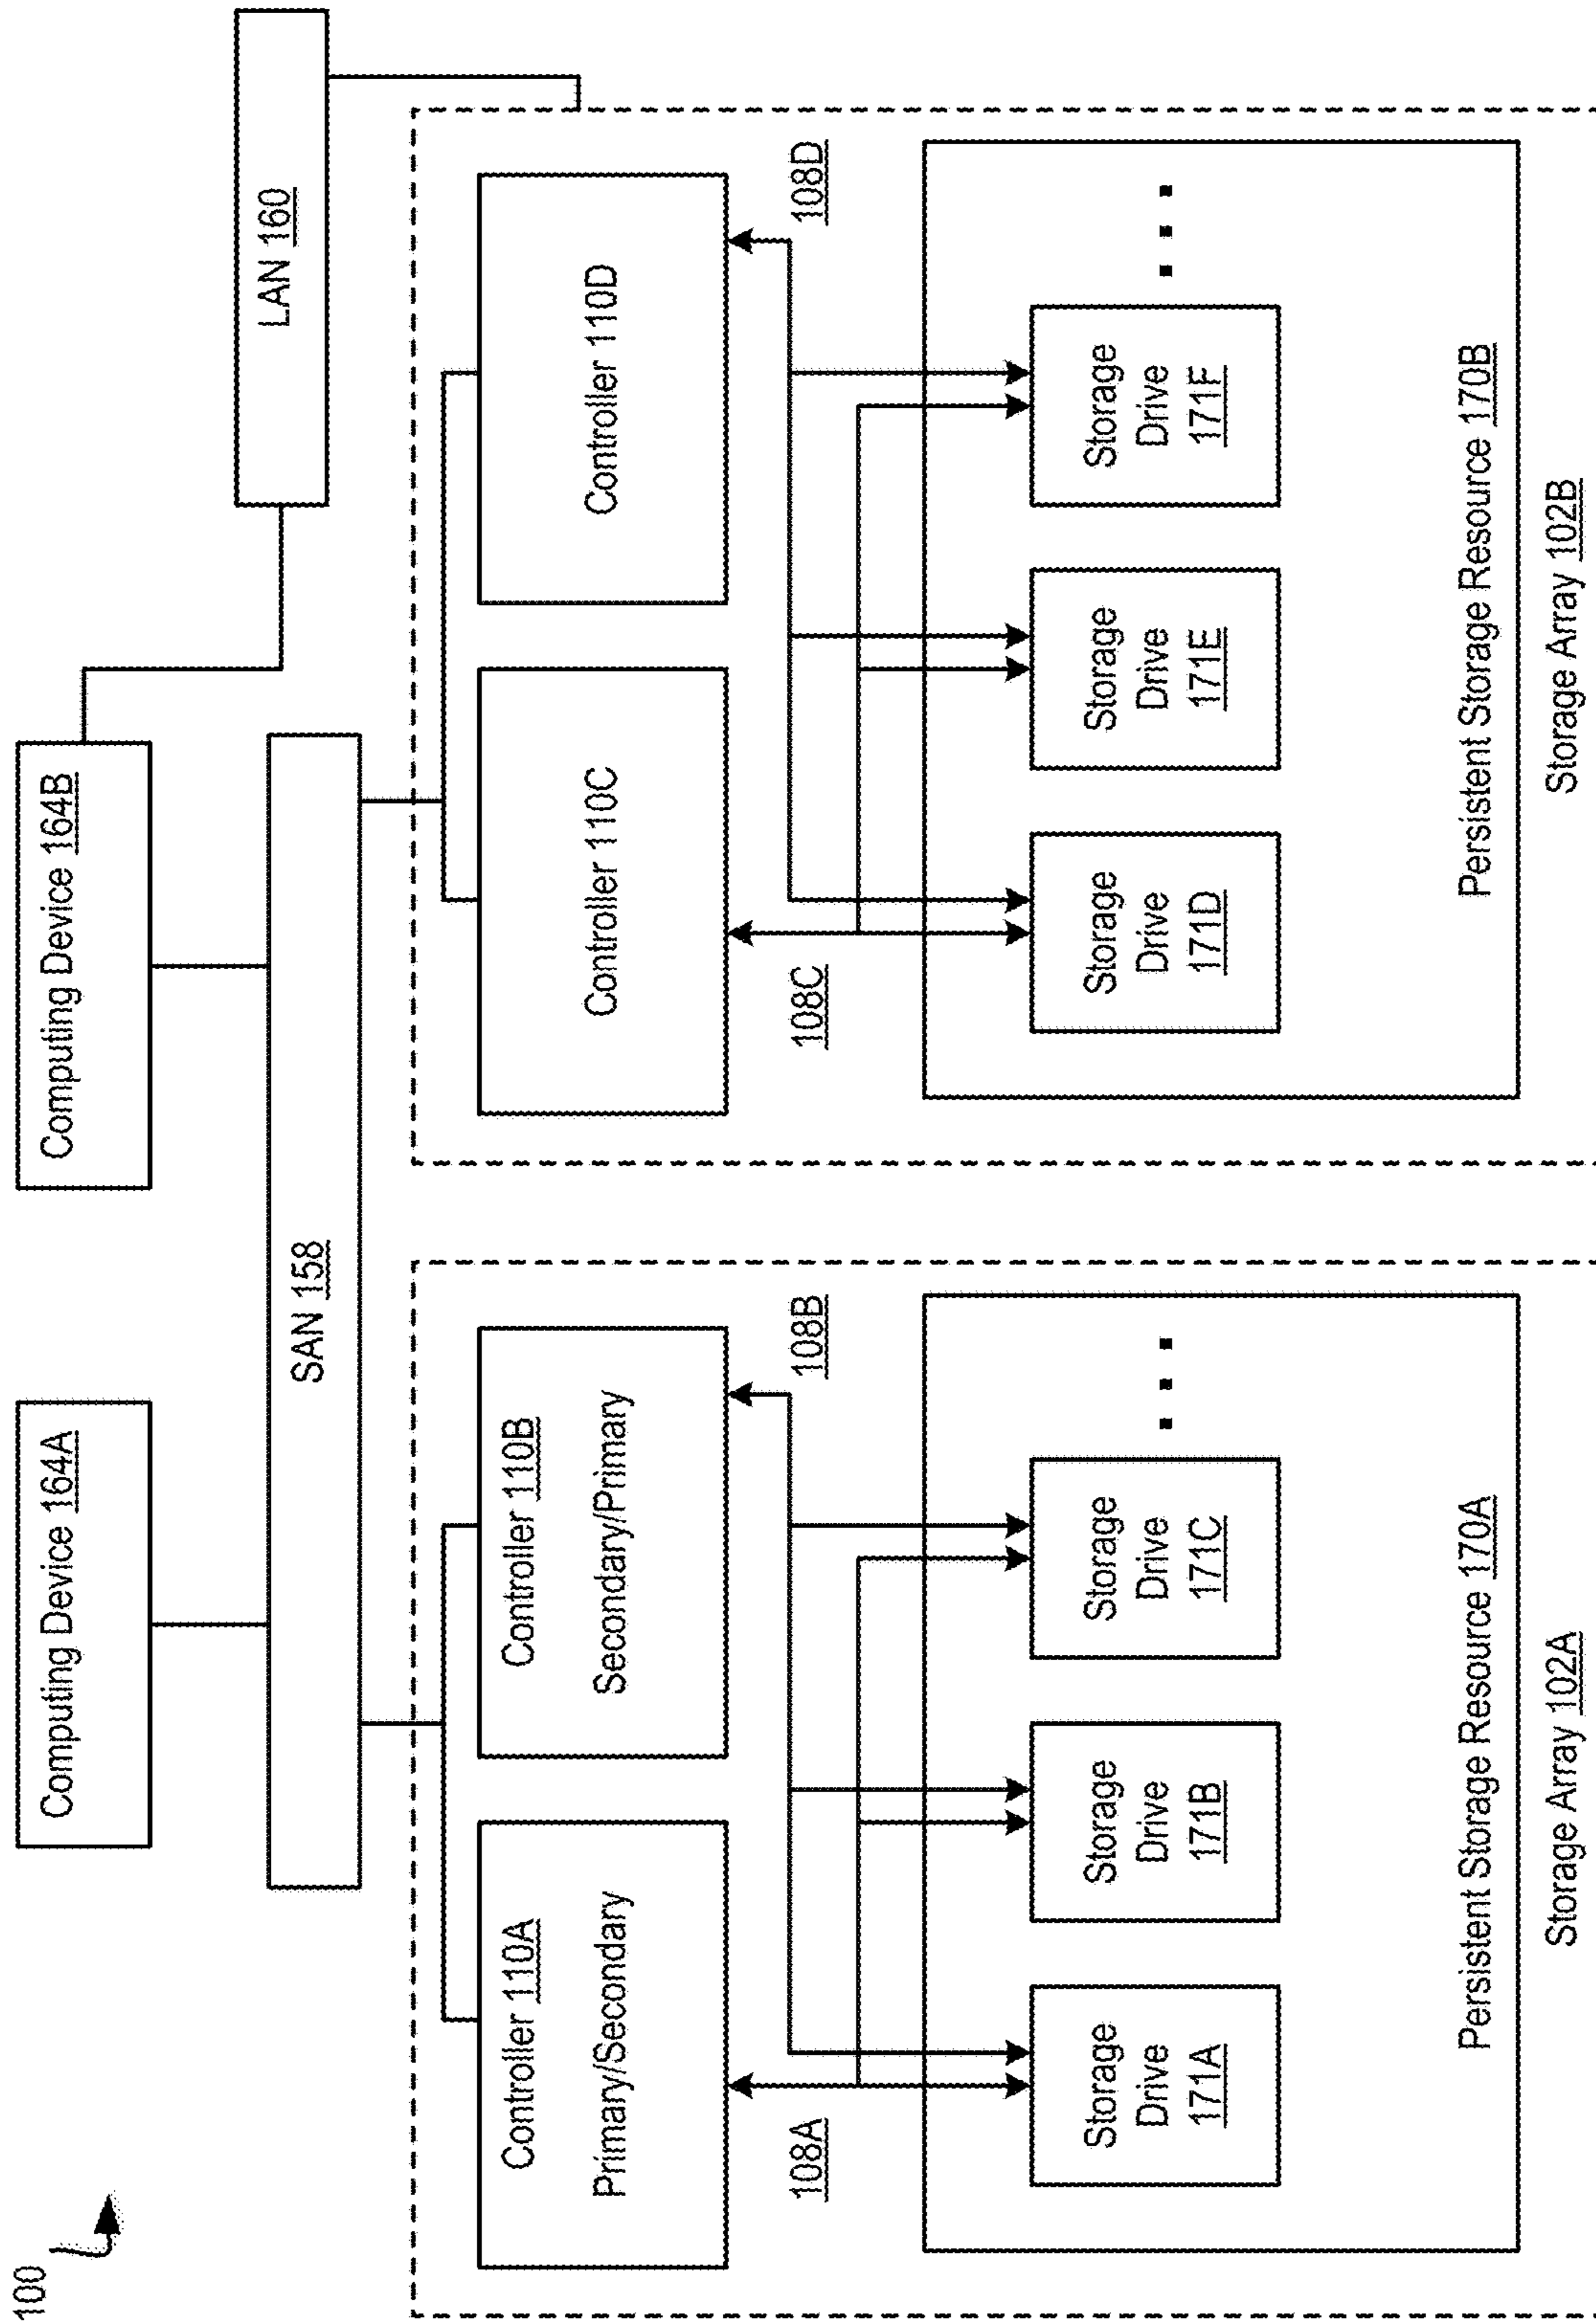 100
Computing Device 164A
Computing Device 164B
SAN 158
LAN 160
Controller 110A
Primary/Secondary
Controller 110B
Secondary/Primary
Controller 110C
Controller 110D
108A
108B
108C
108D
Storage
Drive
171A
Storage
Drive
171B
Storage
Drive
171C
Storage
Drive
171D
Storage
Drive
171E
Storage
Drive
171F
Persistent Storage Resource 170A
Persistent Storage Resource 170B
Storage Array 102A
Storage Array 102B